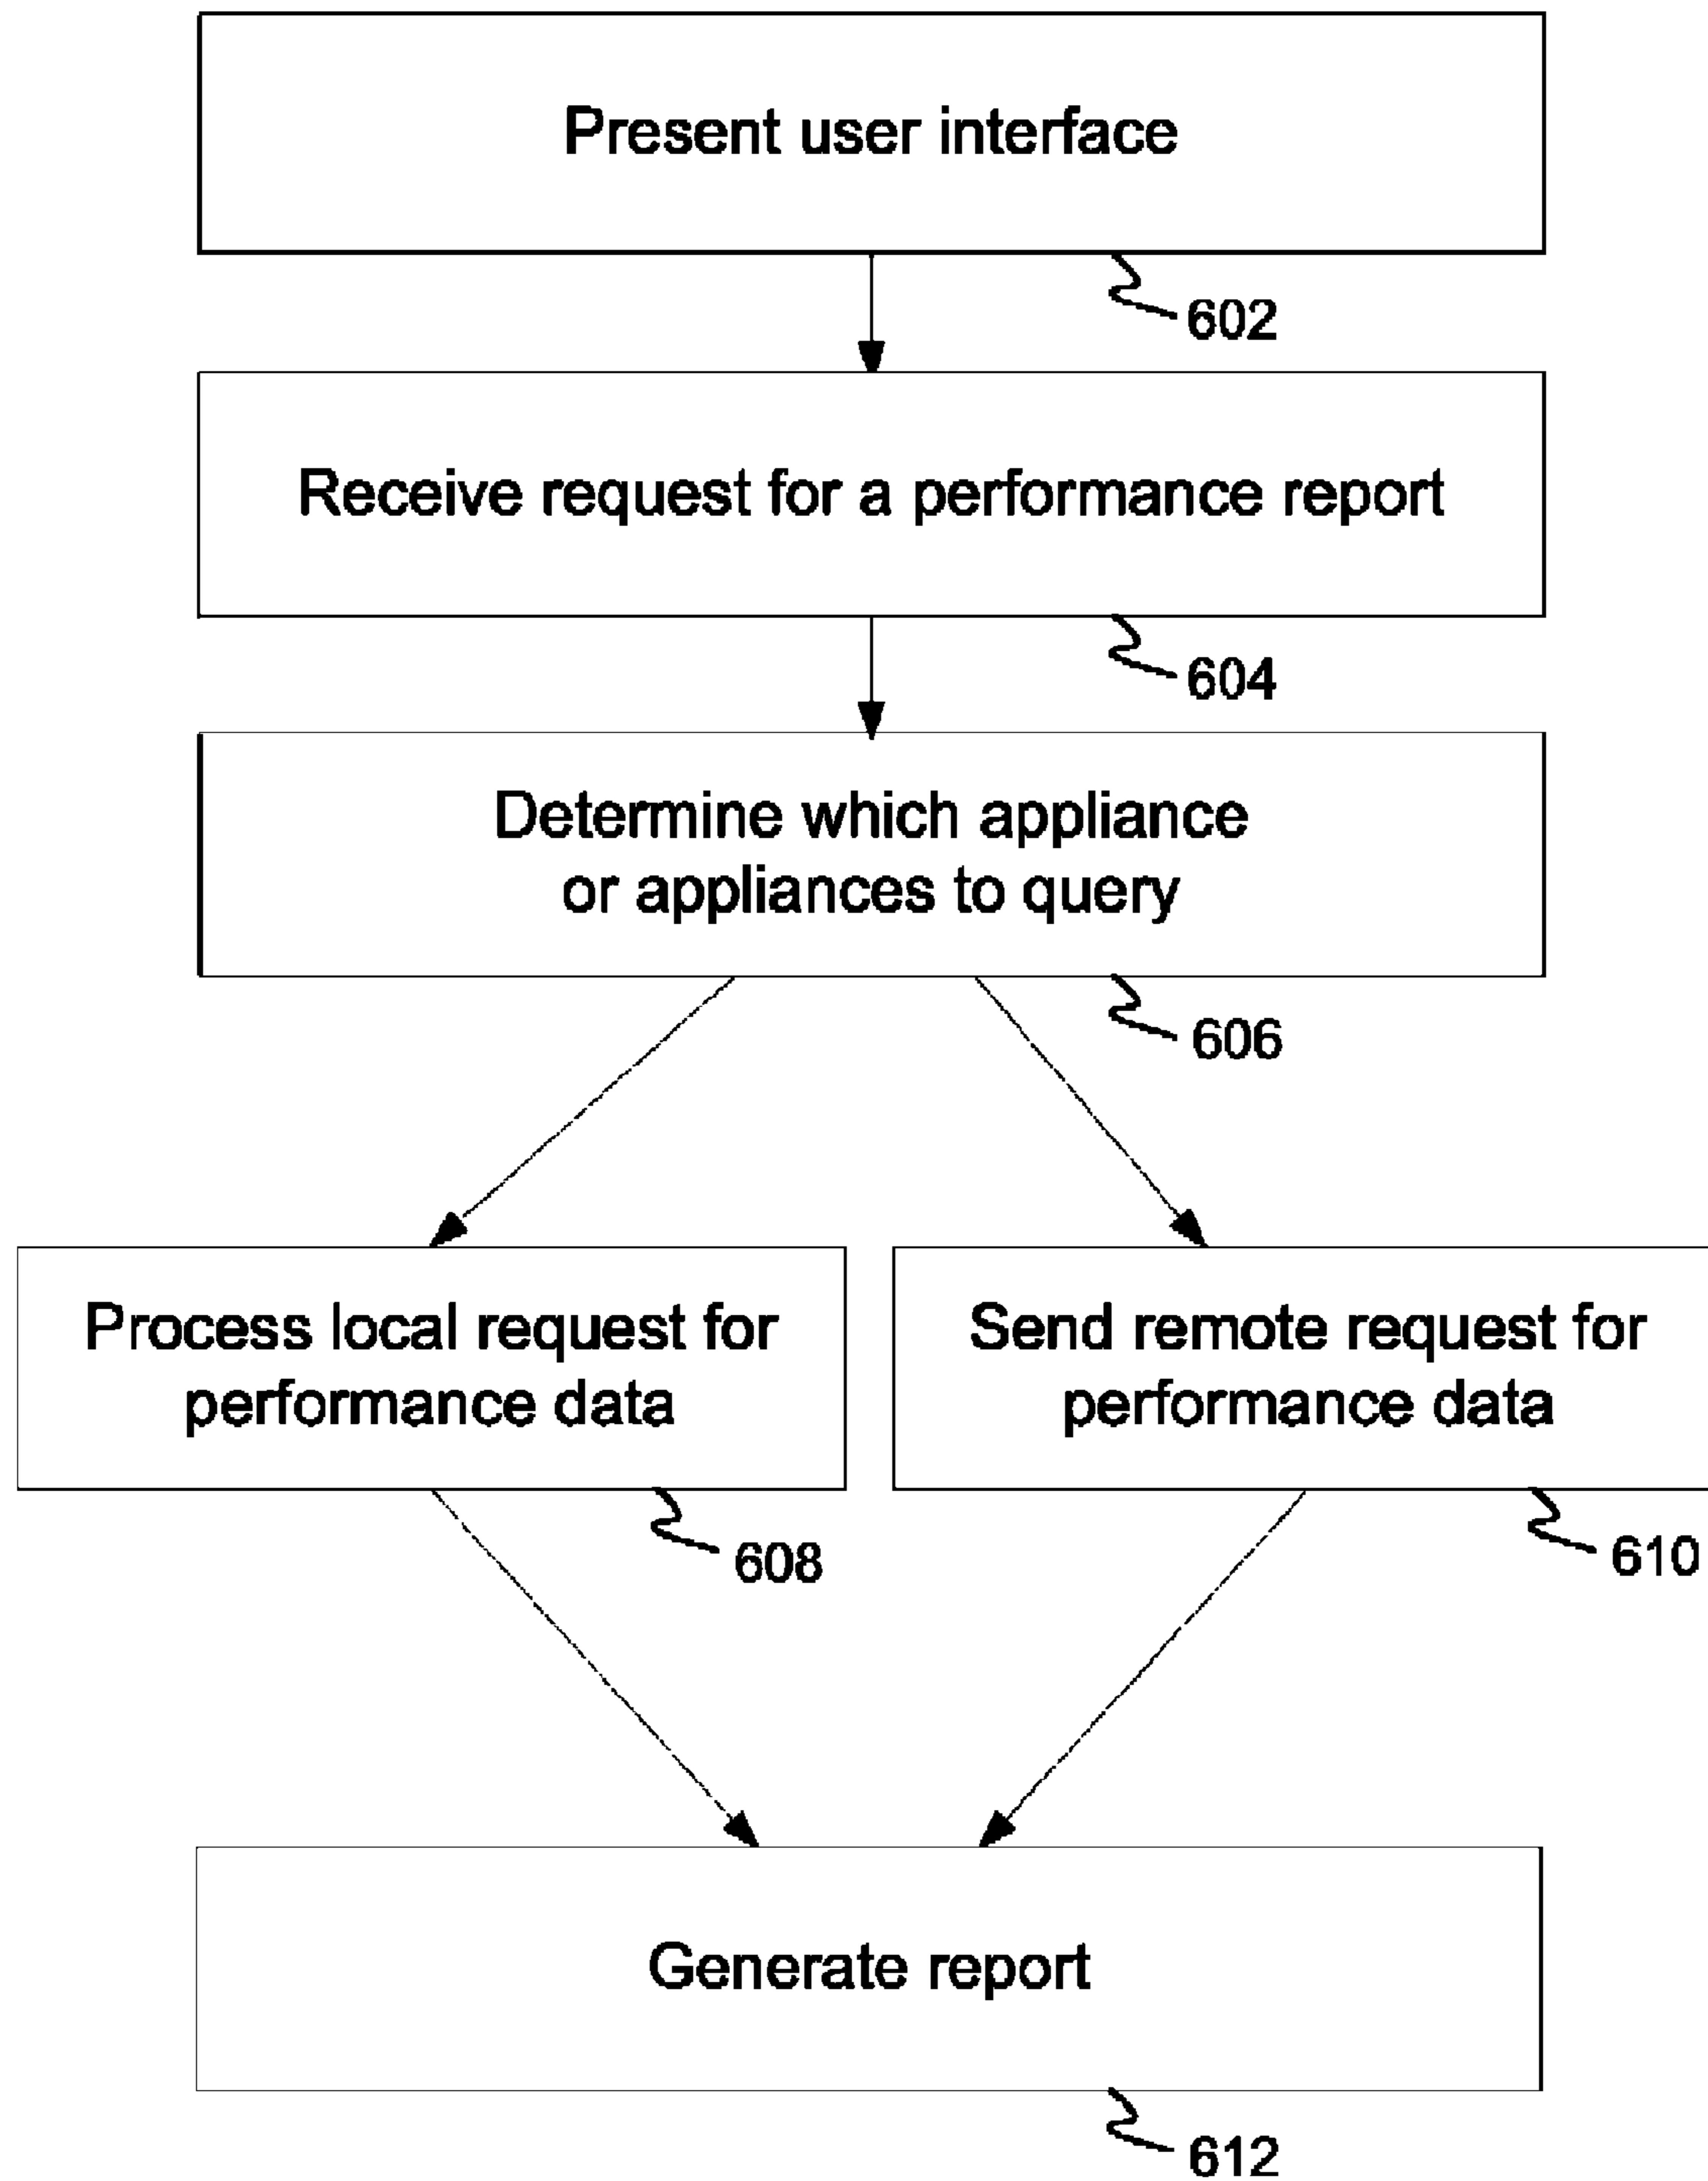 Present user interface
602
Receive request for a performance report
604
Determine which appliance
or appliances to query
606
Process local request for
performance data
608
Send remote request for
performance data
610
Generate report
612